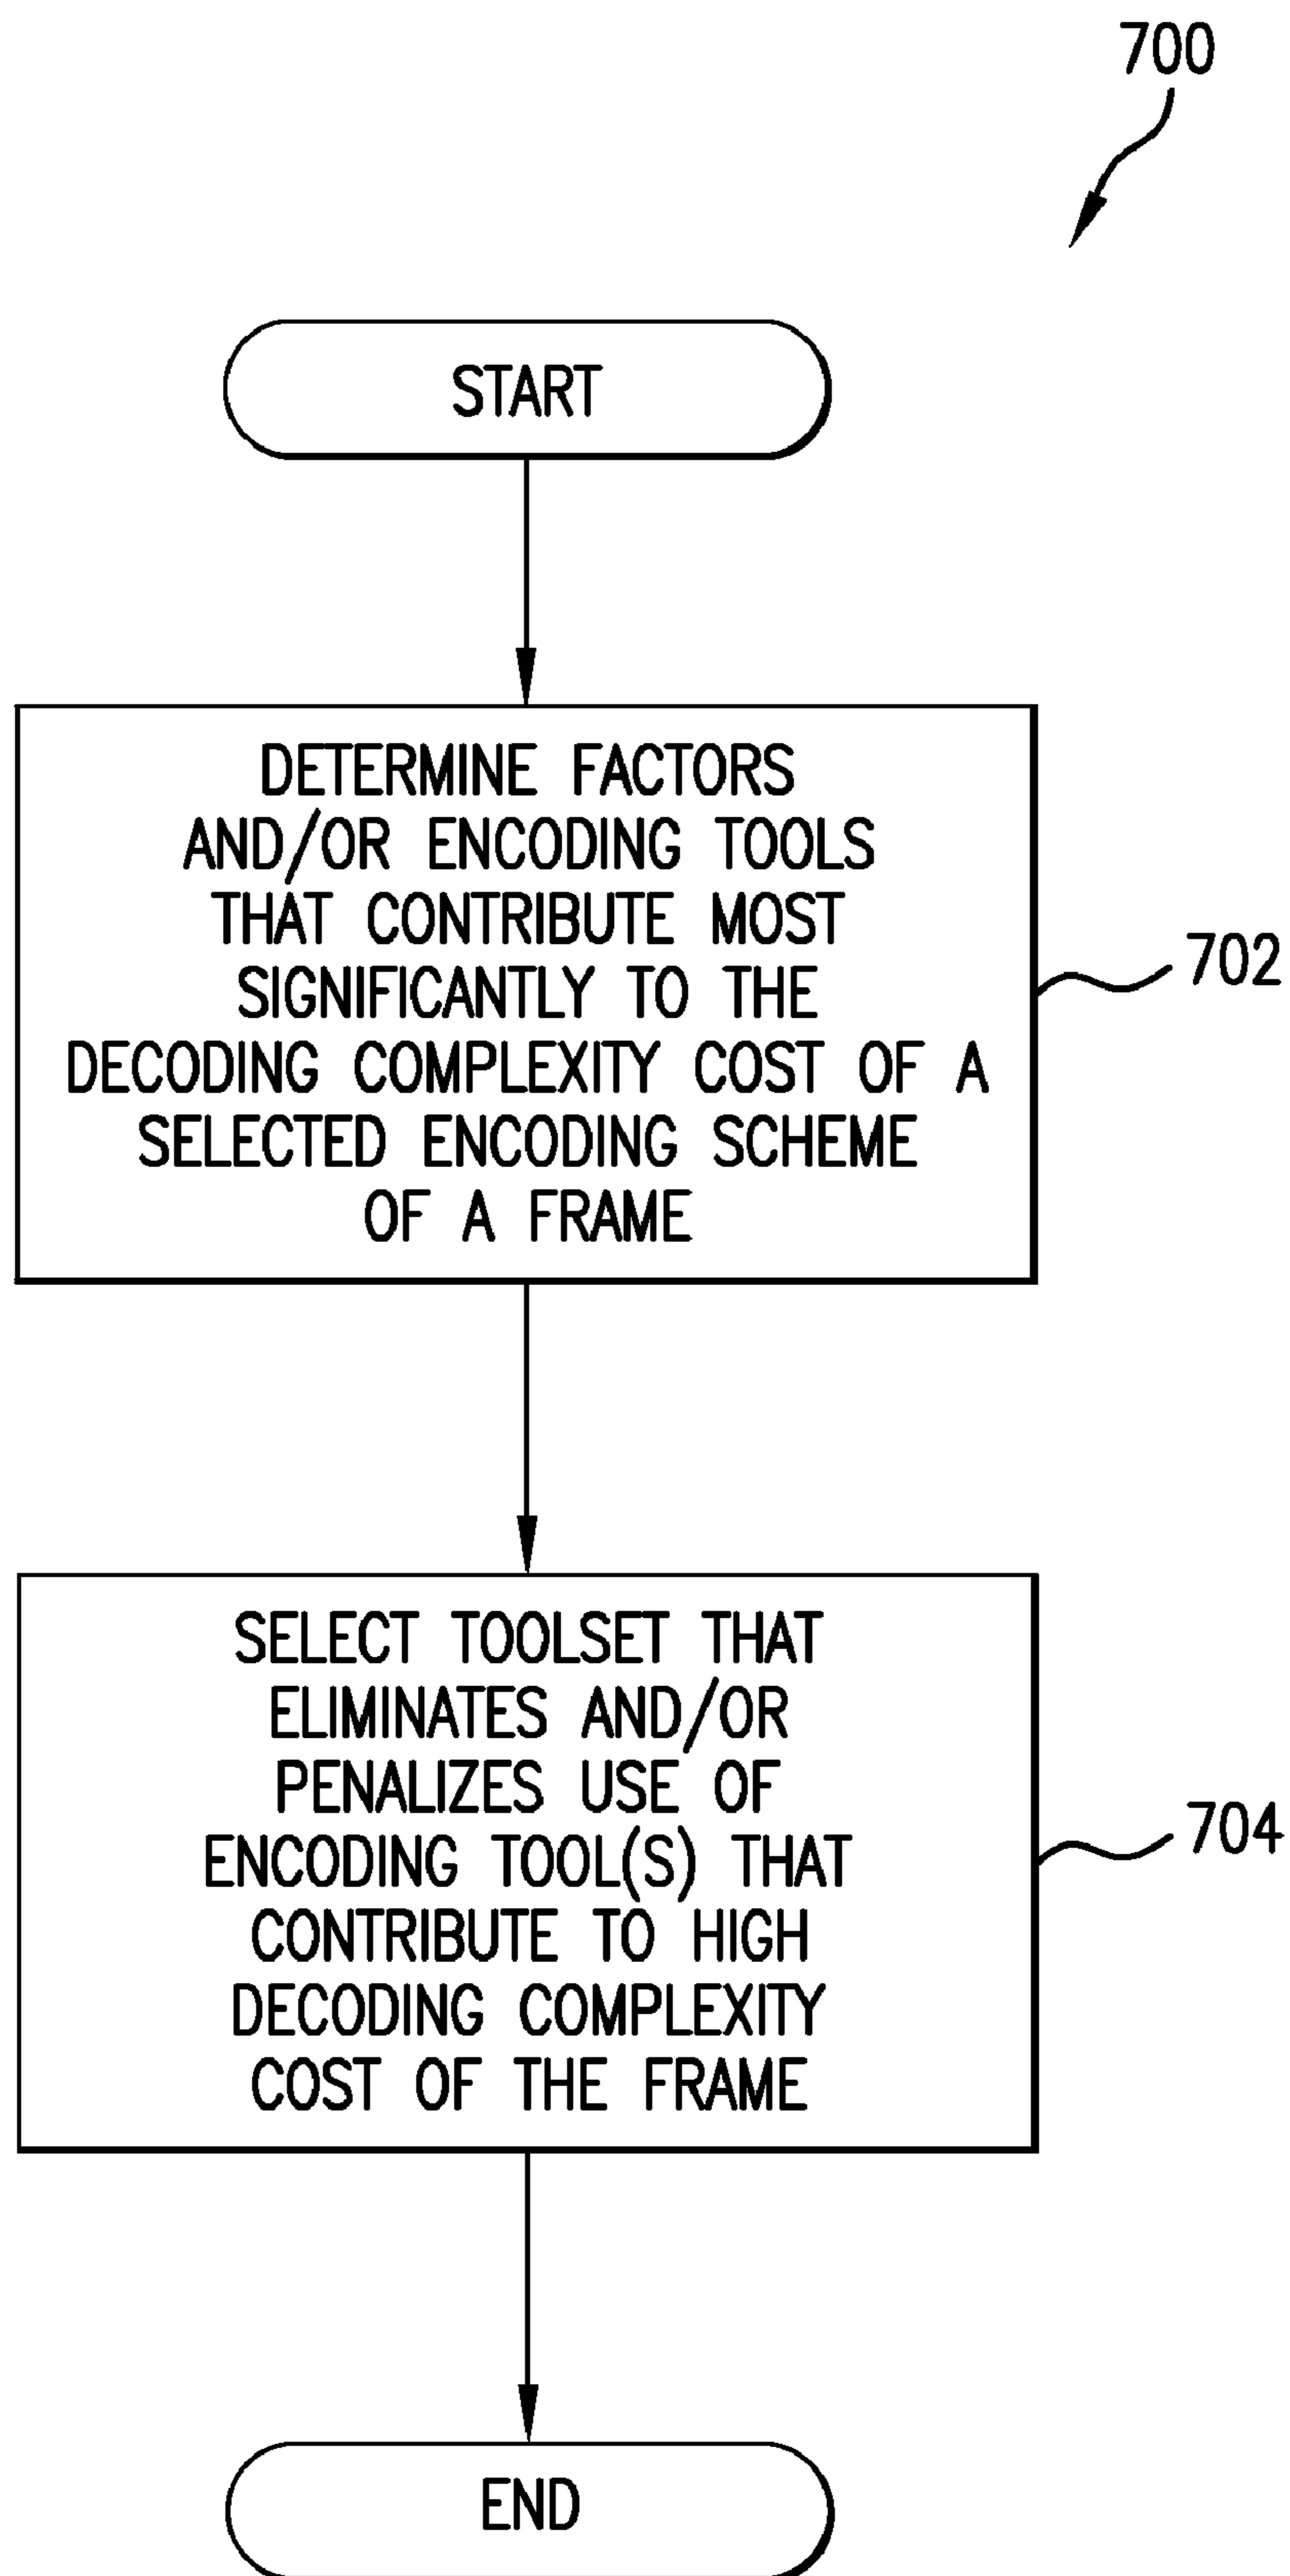 700
START
DETERMINE FACTORS
AND/OR ENCODING TOOLS
THAT CONTRIBUTE MOST
SIGNIFICANTLY TO THE
DECODING COMPLEXITY COST OF A
SELECTED ENCODING SCHEME
OF A FRAME
702
SELECT TOOLSET THAT
ELIMINATES AND/OR
PENALIZES USE OF
ENCODING TOOL(S) THAT
CONTRIBUTE TO HIGH
DECODING COMPLEXITY
COST OF THE FRAME
704
END